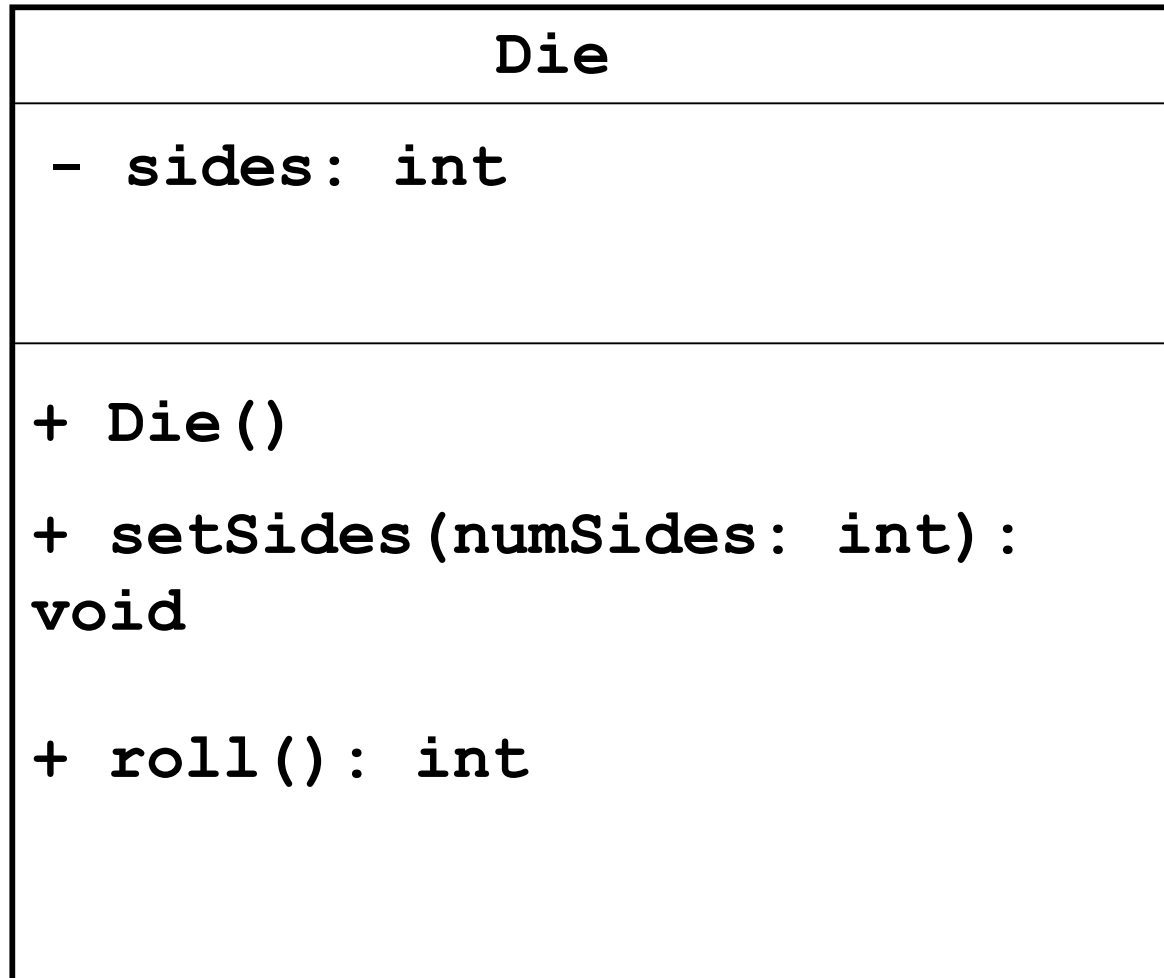 Die
- sides: int
+ Die()
+ setSides(numSides: int):
void
+ roll(): int